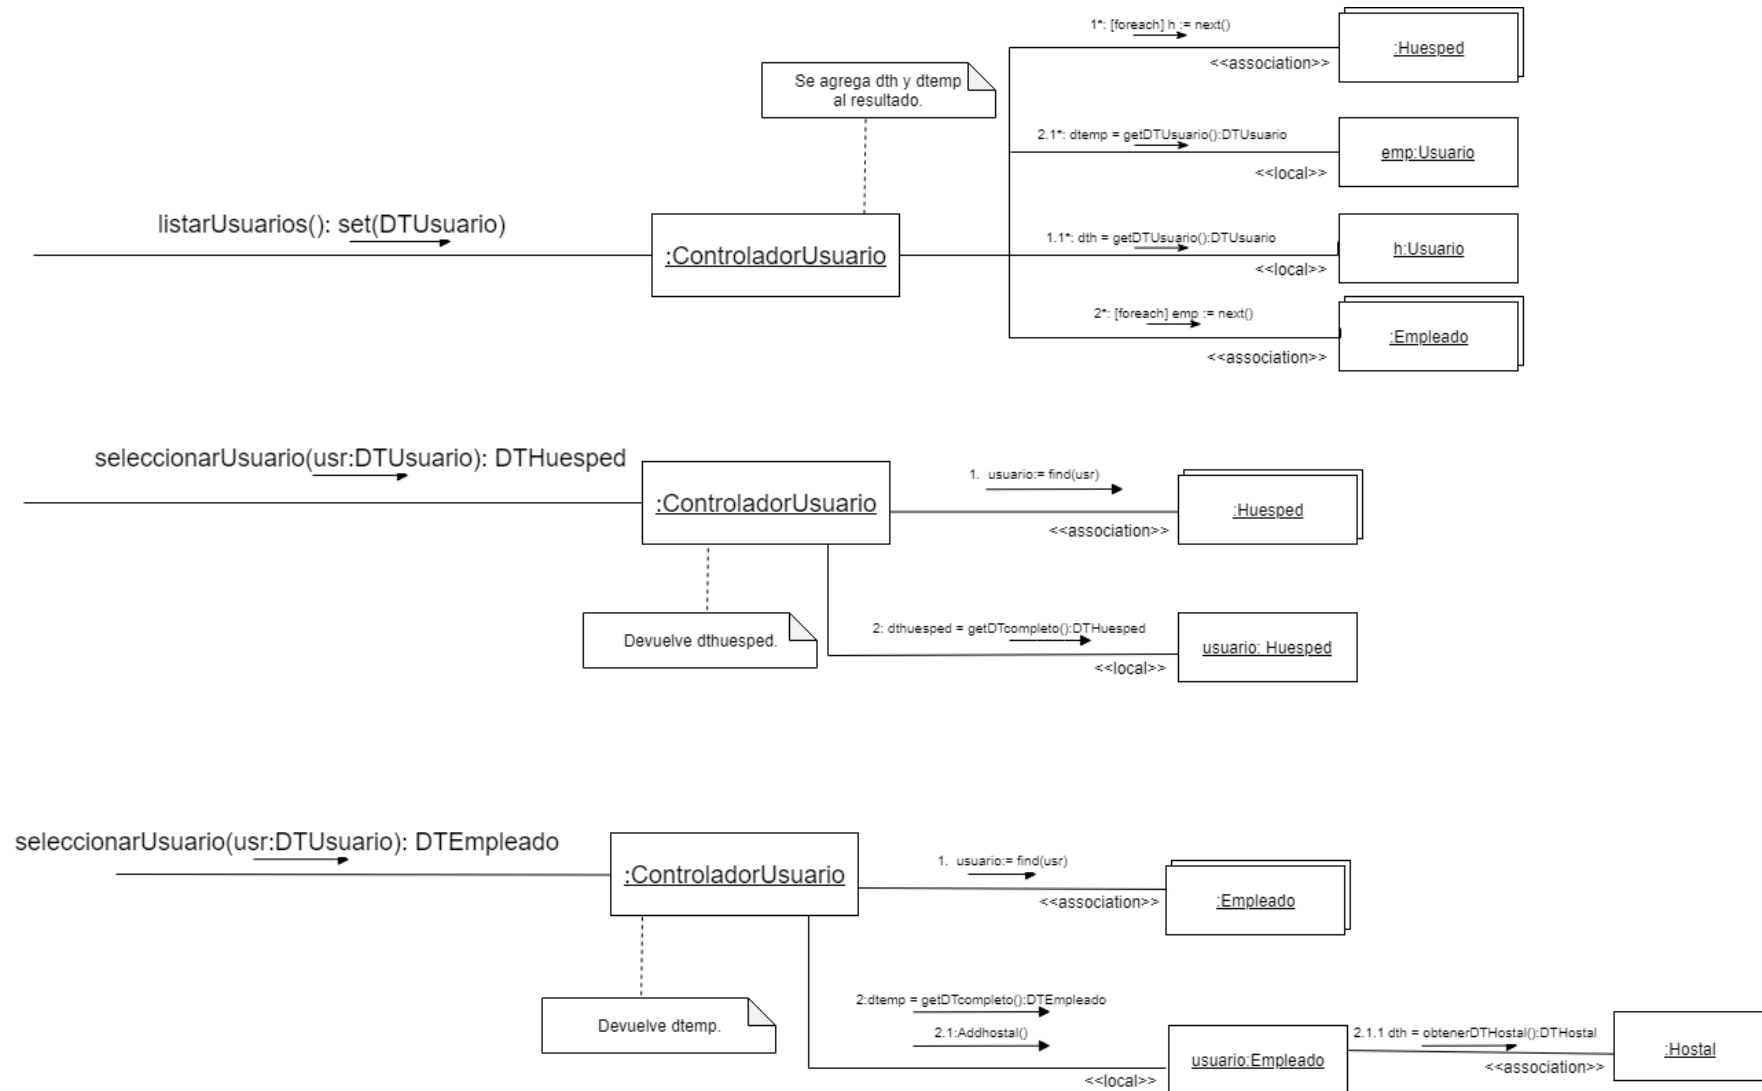 1*: [foreach] h := next()
:Huesped
<<association>>
Se agrega dth y dtemp
al resultado.
2.1*: dtemp = getDTUsuario():DTUsuario
emp:Usuario
<<local>>
listarUsuarios(): set(DTUsuario)
:ControladorUsuario
1.1*: dth = getDTUsuario():DTUsuario
h:Usuario
<<local>>
2*: [foreach] emp := next()
:Empleado
<<association>>
seleccionarUsuario(usr:DTUsuario): DTHuesped
:ControladorUsuario
1. usuario:= find(usr)
:Huesped
<<association>>
Devuelve dthuesped.
2: dthuesped = getDTcompleto():DTHuesped
usuario: Huesped
<<local>>
seleccionarUsuario(usr:DTUsuario): DTEmpleado
:ControladorUsuario
1. usuario:= find(usr)
:Empleado
<<association>>
Devuelve dtemp.
2:dtemp = getDTcompleto():DTEmpleado
2.1:Addhostal()
usuario:Empleado
<<local>>
2.1.1 dth = obtenerDTHostal():DTHostal
:Hostal
<<association>>